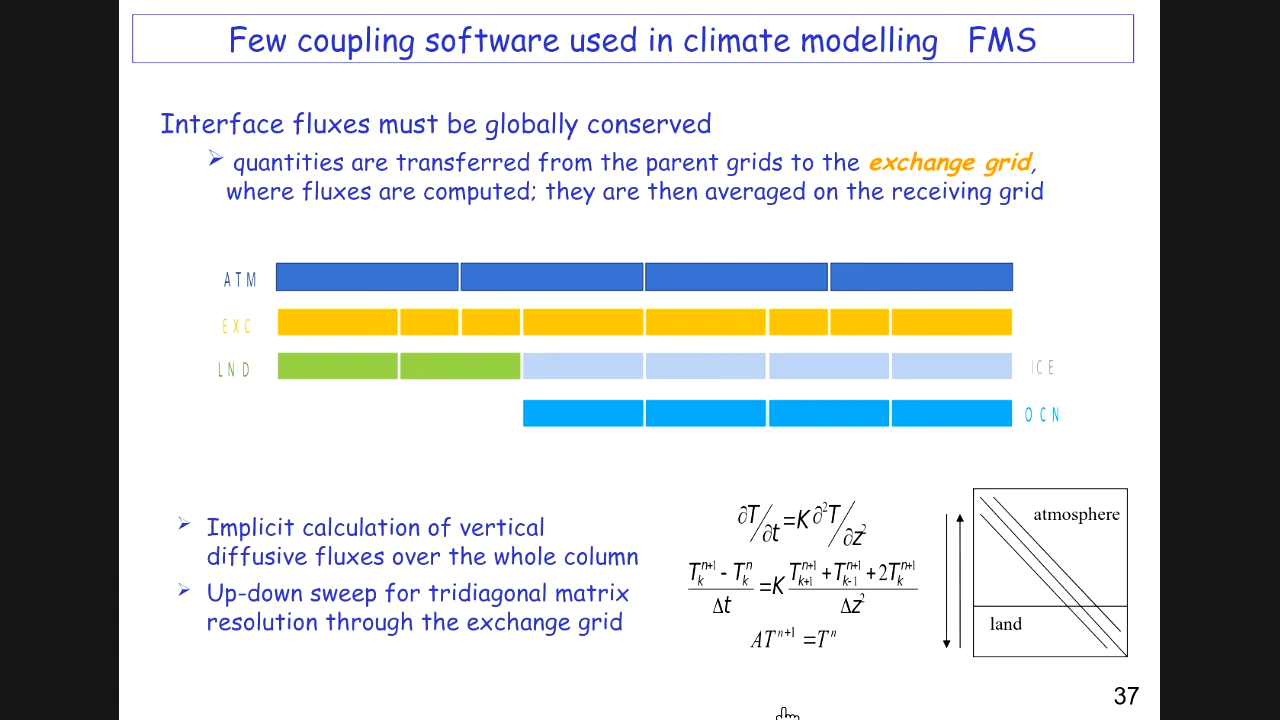 Few coupling software used in climate modelling FMS
Interface fluxes must be globally conserved
➢ quantities are transferred from the parent grids to the exchange grid,
where fluxes are computed; they are then averaged on the receiving grid
ATM
EXC
LND
ICE
OCN
➢ Implicit calculation of vertical
diffusive fluxes over the whole column
➢ Up-down sweep for tridiagonal matrix
resolution through the exchange grid
∂T/∂t=K∂²T/∂z²
(T_k^{n+1} - T_k^n)/Δt = K (T_{k+1}^{n+1} + T_{k-1}^{n+1} + 2T_k^{n+1})/Δz²
AT^{n+1} = T^n
atmosphere
land
37